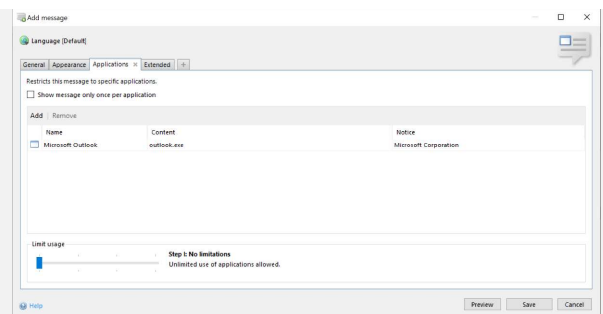 Add message
Language [Default]
General Appearance Applications × Extended +
Restricts this message to specific applications.
Show message only once per application
Add | Remove
Name Content Notice
Microsoft Outlook outlook.exe Microsoft Corporation
Limit usage
Step I: No limitations
Unlimited use of applications allowed.
Help Preview Save Cancel